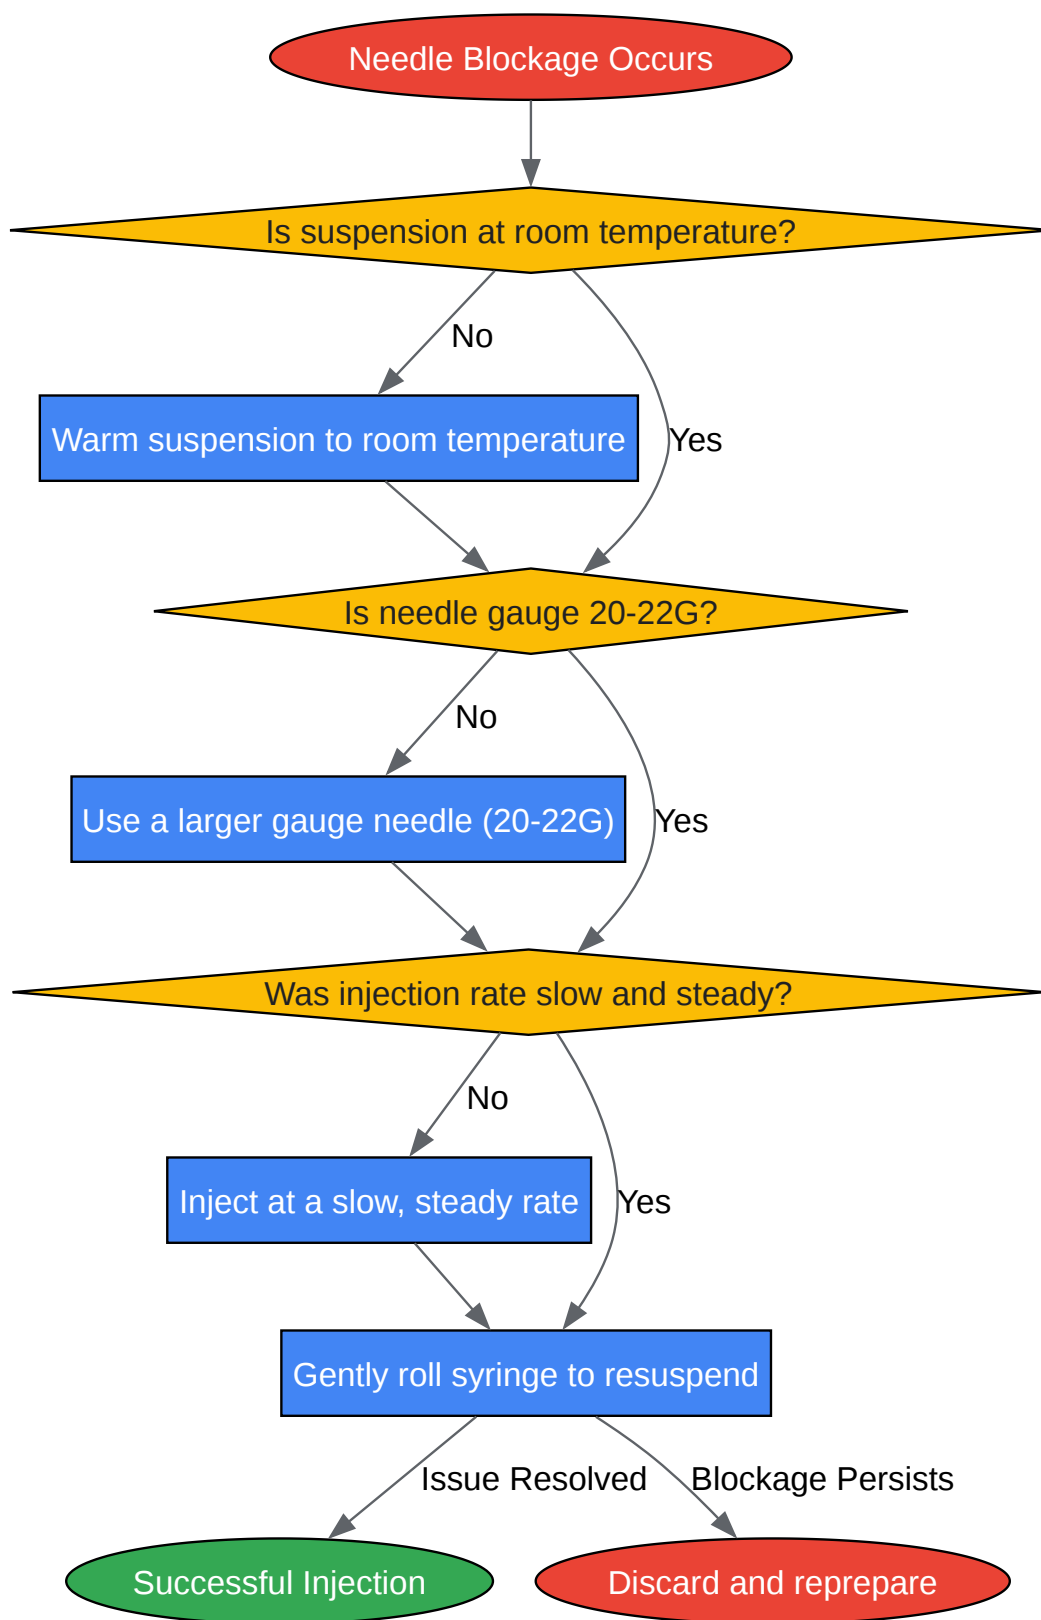 Needle Blockage Occurs
Is suspension at room temperature?
No
Warm suspension to room temperature
Yes
Is needle gauge 20-22G?
No
Use a larger gauge needle (20-22G)
Yes
Was injection rate slow and steady?
No
Inject at a slow, steady rate
Yes
Gently roll syringe to resuspend
Issue Resolved
Blockage Persists
Successful Injection
Discard and reprepare